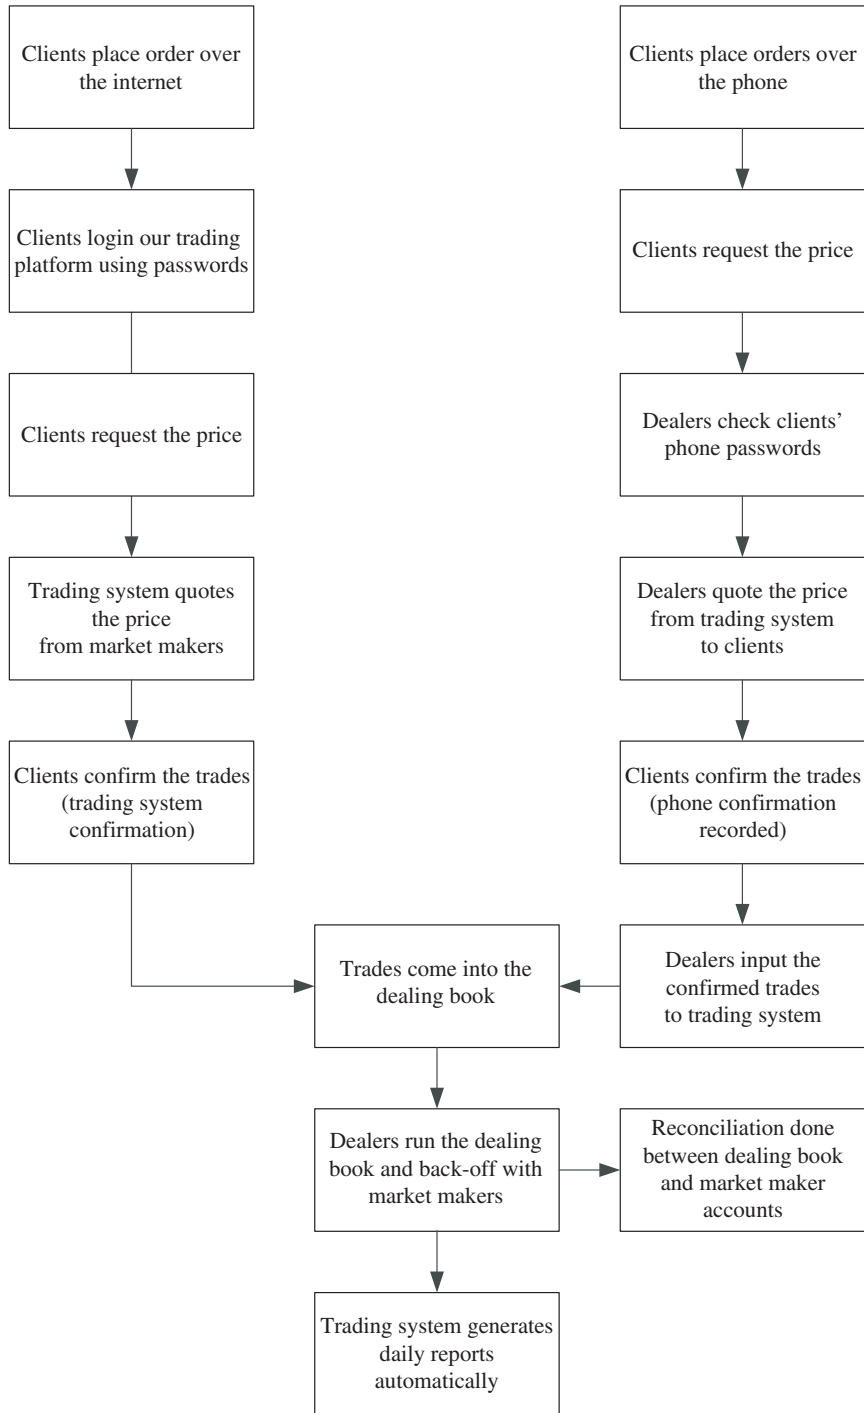 Clients place order over
the internet
Clients login our trading
platform using passwords
Clients request the price
Trading system quotes
the price
from market makers
Clients confirm the trades
(trading system
confirmation)
Clients place orders over
the phone
Clients request the price
Dealers check clients’
phone passwords
Dealers quote the price
from trading system
to clients
Clients confirm the trades
(phone confirmation
recorded)
Dealers input the
confirmed trades
to trading system
Trades come into the
dealing book
Dealers run the dealing
book and back-off with
market makers
Reconciliation done
between dealing book
and market maker
accounts
Trading system generates
daily reports
automatically